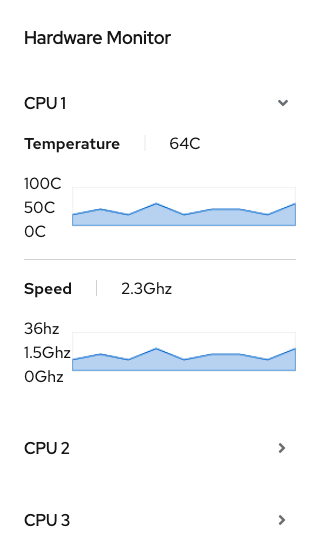 Hardware Monitor
CPU 1
Temperature 64C
100C
50C
0C
Speed 2.3Ghz
36hz
1.5Ghz
0Ghz
CPU 2
CPU 3